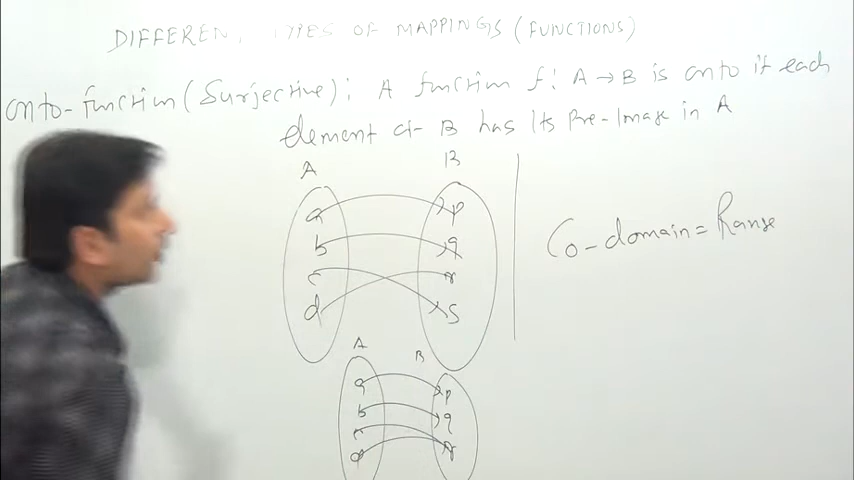 DIFFEREN TYPES OF MAPPINGS (FUNCTIONS)
Onto-function (Surjective); A function f: A → B is onto if each
element of B has its Pre-Image in A
A B
a p
b q
c r
d s
Co-domain = Range
A B
a p
b q
c r
d